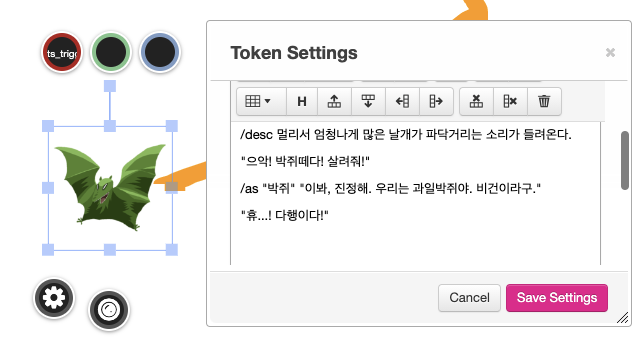 ts_trigg
Token Settings
×
H
/desc 멀리서 엄청나게 많은 날개가 파닥거리는 소리가 들려온다.
"으악! 박쥐떼다! 살려줘!"
/as "박쥐" "이봐, 진정해. 우리는 과일박쥐야. 비건이라구."
"휴...! 다행이다!"
Cancel
Save Settings